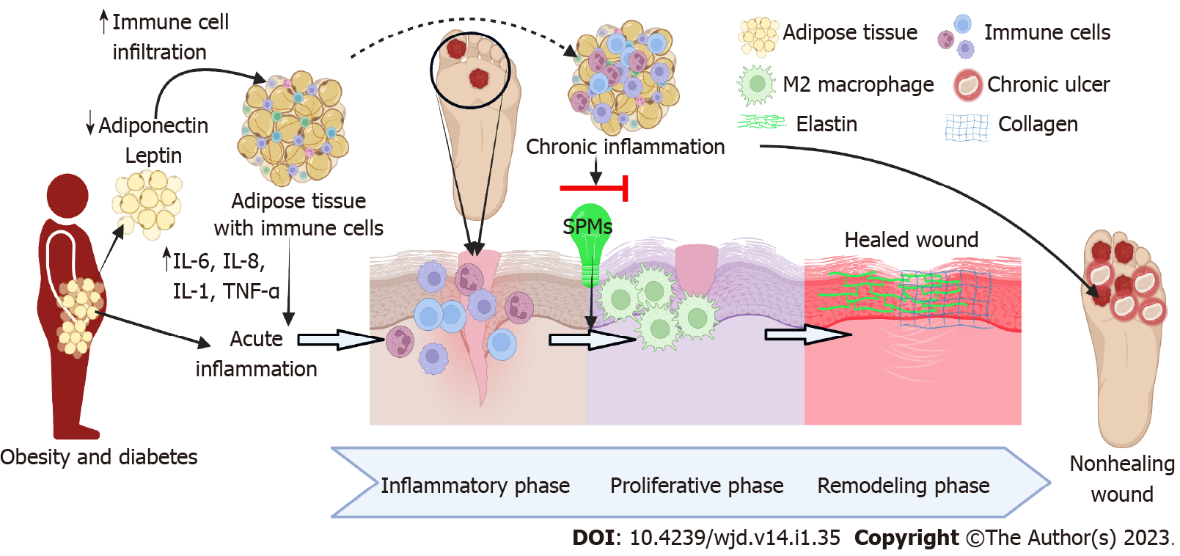 ↑ Immune cell
infiltration
↓ Adiponectin
Leptin
Adipose tissue
with immune cells
↑ IL-6, IL-8,
IL-1, TNF-α
Acute
inflammation
Obesity and diabetes
Chronic inflammation
SPMs
Adipose tissue
Immune cells
M2 macrophage
Chronic ulcer
Elastin
Collagen
Healed wound
Nonhealing
wound
Inflammatory phase
Proliferative phase
Remodeling phase
DOI: 10.4239/wjd.v14.i1.35 Copyright ©The Author(s) 2023.